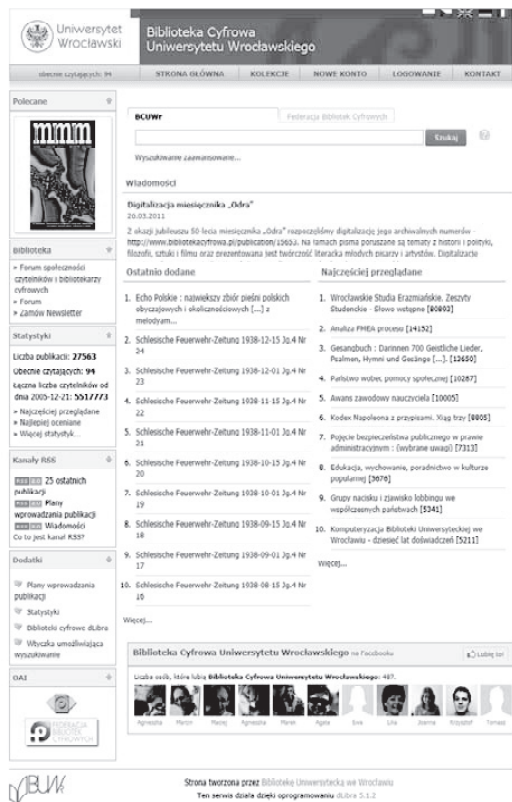 Uniwersytet
Wrocławski
Biblioteka Cyfrowa
Uniwersytetu Wrocławskiego
Obecnie czytających: 94
STRONA GŁÓWNA
KOLEKCJE
NOWE KONTO
LOGOWANIE
KONTAKT
Polecane
mmm
Biblioteka
» Forum społeczności
czytelników i bibliotekarzy
cyfrowych
» Forum
» Zamów Newsletter
Statystyki
Liczba publikacji: 27563
Obecnie czytających: 94
Łączna liczba czytelników od
dnia 2005-12-21: 5517773
» Najczęściej przeglądane
» Najlepiej oceniane
» Więcej statystyk...
Kanały RSS
RSS 2.0 25 ostatnich
publikacji
RSS 2.0 Plany
wprowadzania publikacji
RSS 2.0 Wiadomości
Co to jest kanał RSS?
Dodatki
Plany wprowadzania
publikacji
Statystyki
Biblioteki cyfrowe dLibra
Wtyczka umożliwiająca
wyszukiwanie
OAI
FEDERACJA
BIBLIOTEK
CYFROWYCH
BCUWr
Federacja Bibliotek Cyfrowych
Szukaj
Wyszukiwanie zaawansowane...
Wiadomości
Digitalizacja miesięcznika „Odra”
20.03.2011
Z okazji jubileuszu 50-lecia miesięcznika „Odra” rozpoczęliśmy digitalizację jego archiwalnych numerów -
http://www.bibliotekacyfrowa.pl/publication/15653. Na łamach pisma poruszane są tematy z historii i polityki,
filozofii, sztuki i filmu oraz prezentowana jest twórczość literacka młodych pisarzy i artystów. Digitalizacje
Ostatnio dodane
1. Echo Polskie : największy zbiór pieśni polskich
obyczajowych i okolicznościowych [...] z
melodyam...
2. Schlesische Feuerwehr-Zeitung 1938-12-15 Jg.4 Nr
24
3. Schlesische Feuerwehr-Zeitung 1938-12-01 Jg.4 Nr
23
4. Schlesische Feuerwehr-Zeitung 1938-11-15 Jg.4 Nr
22
5. Schlesische Feuerwehr-Zeitung 1938-11-01 Jg.4 Nr
21
6. Schlesische Feuerwehr-Zeitung 1938-10-15 Jg.4 Nr
20
7. Schlesische Feuerwehr-Zeitung 1938-10-01 Jg.4 Nr
19
8. Schlesische Feuerwehr-Zeitung 1938-09-15 Jg.4 Nr
18
9. Schlesische Feuerwehr-Zeitung 1938-09-01 Jg.4 Nr
17
10. Schlesische Feuerwehr-Zeitung 1938-08-15 Jg.4 Nr
16
Więcej...
Najczęściej przeglądane
1. Wrocławskie Studia Erazmiańskie. Zeszyty
Studenckie - Słowo wstępne [80803]
2. Analiza FMEA procesu [14152]
3. Gesangbuch : Darinnen 700 Geistliche Lieder,
Psalmen, Hymni und Gesänge [...]. [12650]
4. Państwo wobec pomocy społecznej [10287]
5. Awans zawodowy nauczyciela [10005]
6. Kodex Napoleona z przypisami. Xiąg trzy [8805]
7. Pojęcie bezpieczeństwa publicznego w prawie
administracyjnym : (wybrane uwagi) [7313]
8. Edukacja, wychowanie, poradnictwo w kulturze
popularnej [5676]
9. Grupy nacisku i zjawisko lobbingu we
współczesnych państwach [5341]
10. Komputeryzacja Biblioteki Uniwersyteckiej we
Wrocławiu - dziesięć lat doświadczeń [5211]
Więcej...
Biblioteka Cyfrowa Uniwersytetu Wrocławskiego na Facebooku
Lubię to!
Liczba osób, które lubią Biblioteka Cyfrowa Uniwersytetu Wrocławskiego: 487.
Agnieszka
Marcin
Maciej
Agnieszka
Marek
Agata
Ewa
Lilia
Joanna
Krzysztof
Tomasz
BUWr
Strona tworzona przez Bibliotekę Uniwersytecką we Wrocławiu
Ten serwis działa dzięki oprogramowaniu dLibra 5.1.2